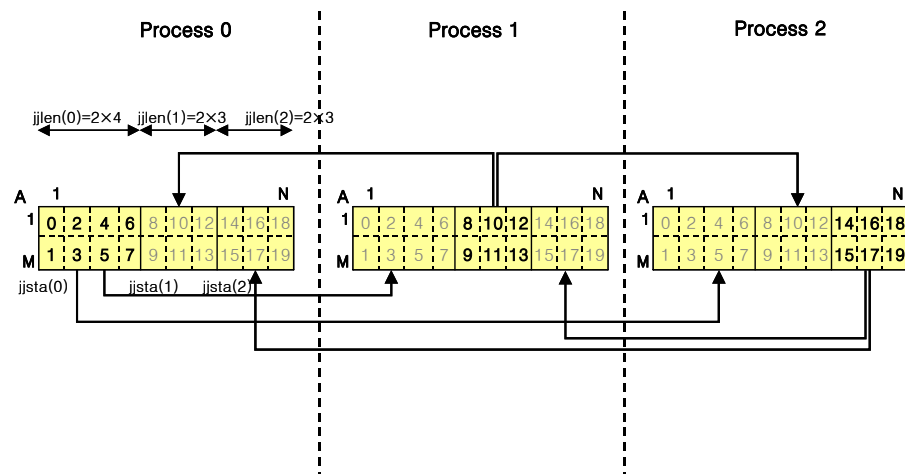 Process 0
Process 1
Process 2
jjlen(0)=2×4 jjlen(1)=2×3 jjlen(2)=2×3
A 1 N
1 0 2 4 6 8 10 12 14 16 18
M 1 3 5 7 9 11 13 15 17 19
jjsta(0) jjsta(1) jjsta(2)
A 1 N
1 0 2 4 6 8 10 12 14 16 18
M 1 3 5 7 9 11 13 15 17 19
A 1 N
1 0 2 4 6 8 10 12 14 16 18
M 1 3 5 7 9 11 13 15 17 19